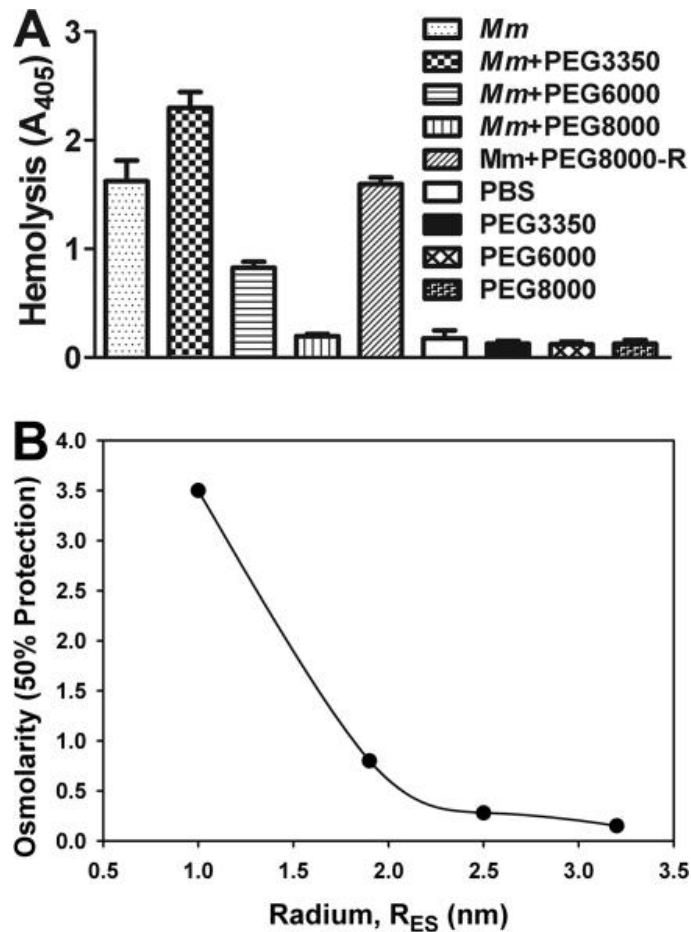 A
Hemolysis (A405)
3
2
1
0
Mm
Mm+PEG3350
Mm+PEG6000
Mm+PEG8000
Mm+PEG8000-R
PBS
PEG3350
PEG6000
PEG8000
B
Osmolarity (50% Protection)
4.0
3.5
3.0
2.5
2.0
1.5
1.0
0.5
0.0
0.5 1.0 1.5 2.0 2.5 3.0 3.5
Radium, RES (nm)